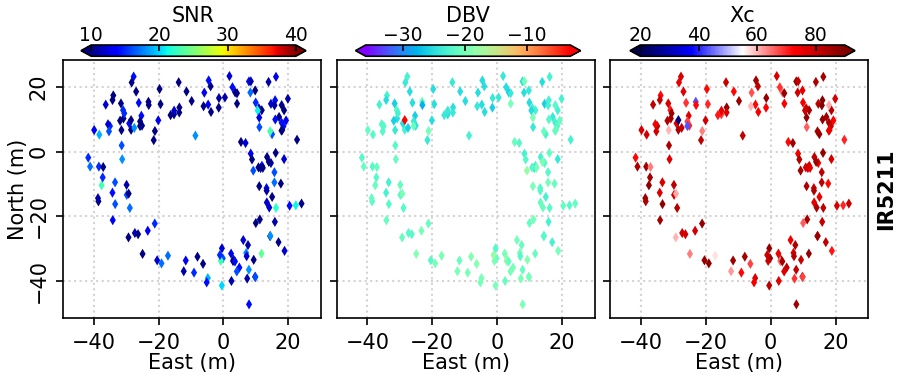 SNR DBV Xc
10 20 30 40 −30 −20 −10 20 40 60 80
20
0
−20
−40
North (m)
−40 −20 0 20 −40 −20 0 20 −40 −20 0 20
East (m) East (m) East (m)
IR5211